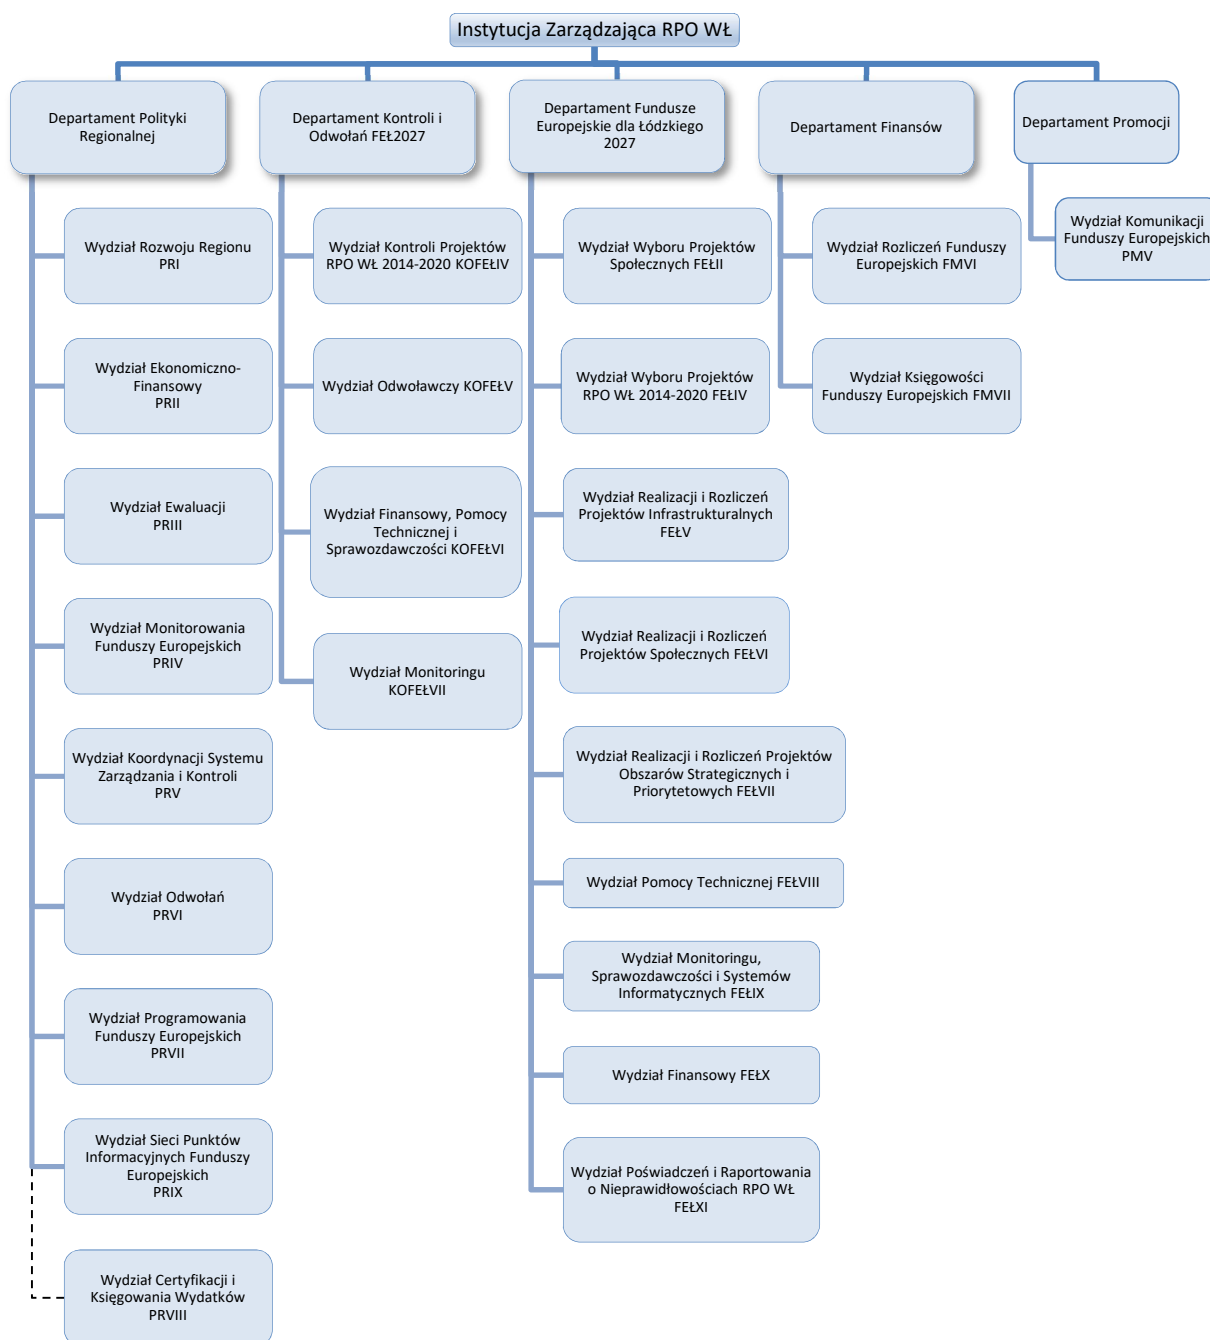 Instytucja Zarządzająca RPO WŁ
Departament Polityki
Regionalnej
Wydział Rozwoju Regionu
PRI
Wydział Ekonomiczno-
Finansowy
PRII
Wydział Ewaluacji
PRIII
Wydział Monitorowania
Funduszy Europejskich
PRIV
Wydział Koordynacji Systemu
Zarządzania i Kontroli
PRV
Wydział Odwołań
PRVI
Wydział Programowania
Funduszy Europejskich
PRVII
Wydział Sieci Punktów
Informacyjnych Funduszy
Europejskich
PRIX
Wydział Certyfikacji i
Księgowania Wydatków
PRVIII
Departament Kontroli i
Odwołań FEŁ2027
Wydział Kontroli Projektów
RPO WŁ 2014-2020 KOFEŁIV
Wydział Odwoławczy KOFEŁV
Wydział Finansowy, Pomocy
Technicznej i
Sprawozdawczości KOFEŁVI
Wydział Monitoringu
KOFEŁVII
Departament Fundusze
Europejskie dla Łódzkiego
2027
Wydział Wyboru Projektów
Społecznych FEŁII
Wydział Wyboru Projektów
RPO WŁ 2014-2020 FEŁIV
Wydział Realizacji i Rozliczeń
Projektów Infrastrukturalnych
FEŁV
Wydział Realizacji i Rozliczeń
Projektów Społecznych FEŁVI
Wydział Realizacji i Rozliczeń Projektów
Obszarów Strategicznych i
Priorytetowych FEŁVII
Wydział Pomocy Technicznej FEŁVIII
Wydział Monitoringu,
Sprawozdawczości i Systemów
Informatycznych FEŁIX
Wydział Finansowy FEŁX
Wydział Poświadczeń i Raportowania
o Nieprawidłowościach RPO WŁ
FEŁXI
Departament Finansów
Wydział Rozliczeń Funduszy
Europejskich FMVI
Wydział Księgowości
Funduszy Europejskich FMVII
Departament Promocji
Wydział Komunikacji
Funduszy Europejskich
PMV